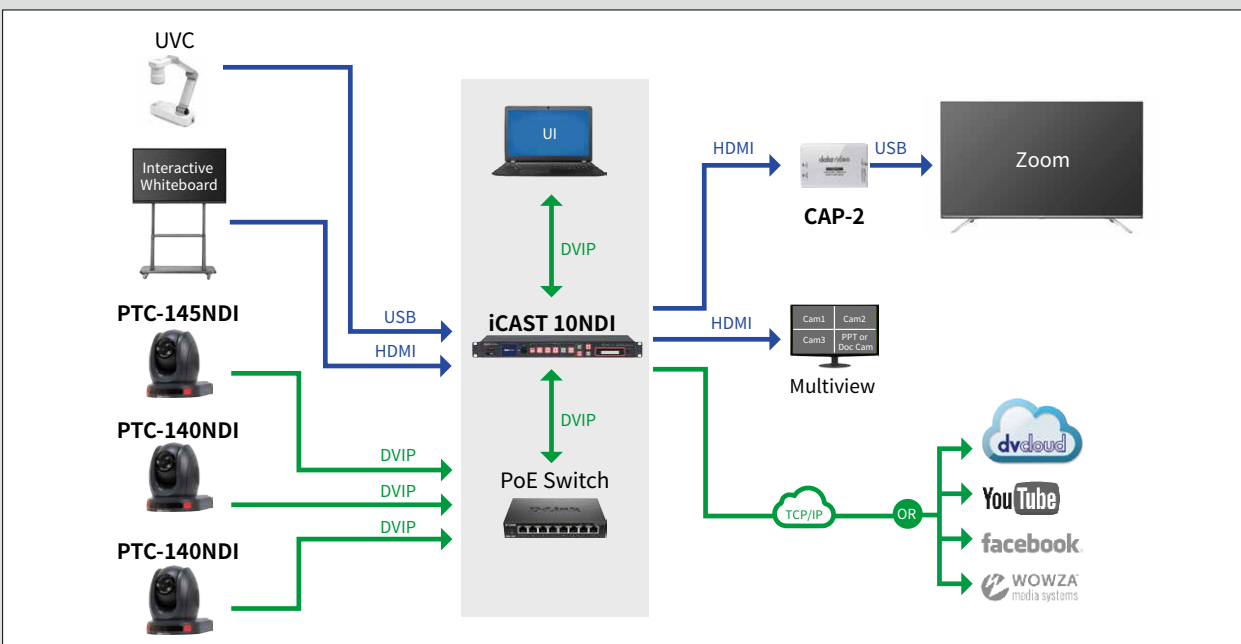 UVC
Interactive
Whiteboard
PTC-145NDI
PTC-140NDI
PTC-140NDI
USB
HDMI
DVIP
DVIP
DVIP
UI
DVIP
iCAST 10NDI
DVIP
PoE Switch
D-Link
HDMI
datavideo
CAP-2
USB
Zoom
HDMI
Cam1
Cam2
Cam3
PPT or
Doc Cam
Multiview
TCP/IP
OR
dvcloud
YouTube
facebook
WOWZA
media systems